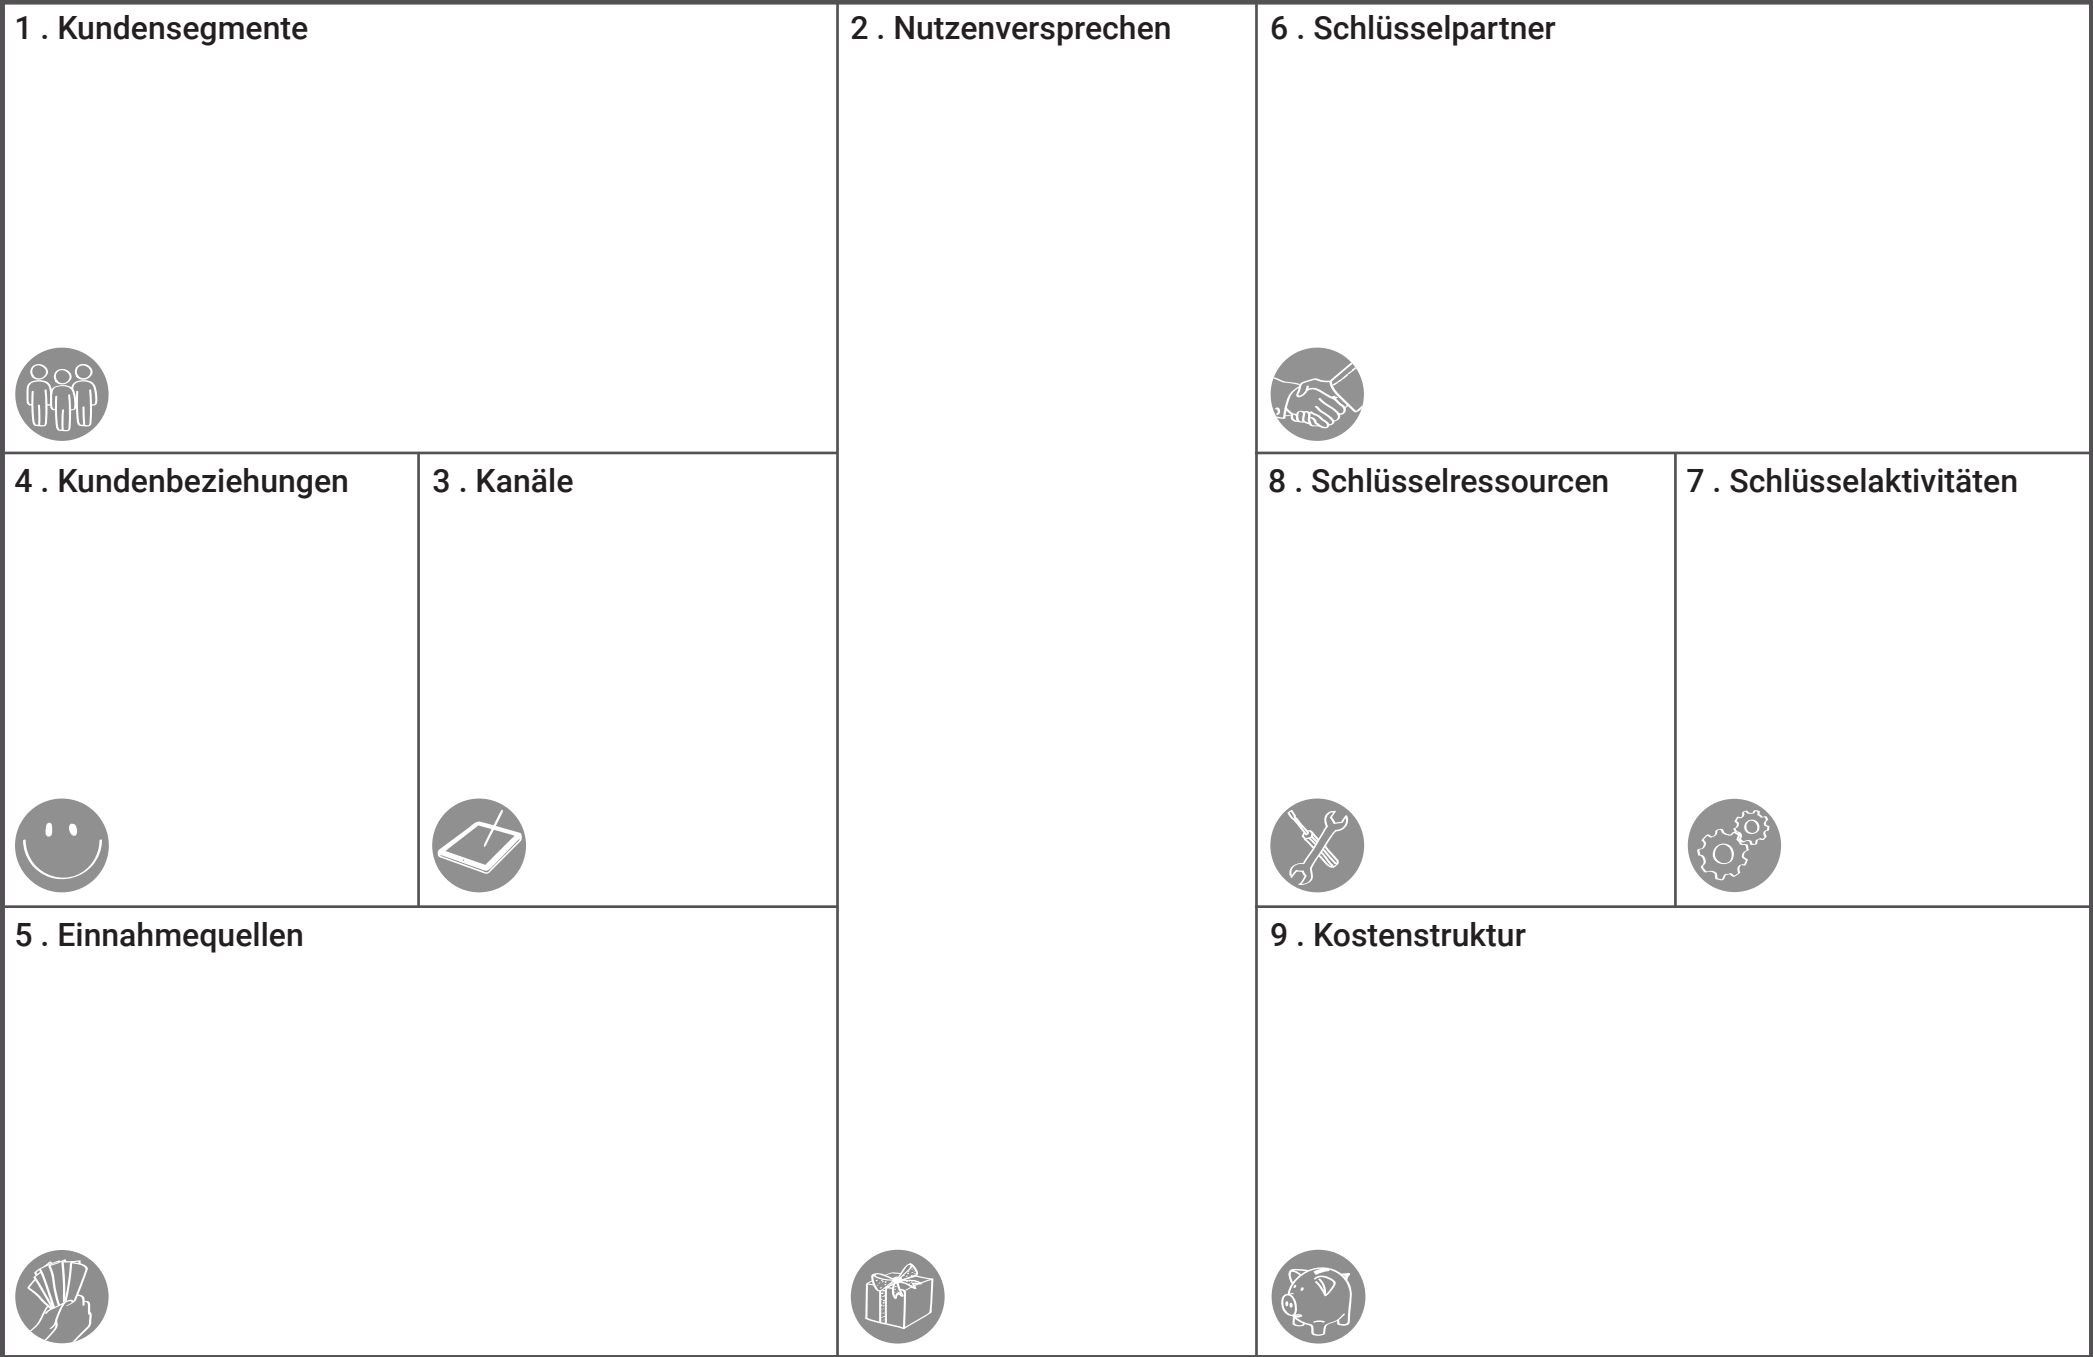 1 . Kundensegmente
2 . Nutzenversprechen
6 . Schlüsselpartner
4 . Kundenbeziehungen
3 . Kanäle
8 . Schlüsselressourcen
7 . Schlüsselaktivitäten
5 . Einnahmequellen
9 . Kostenstruktur